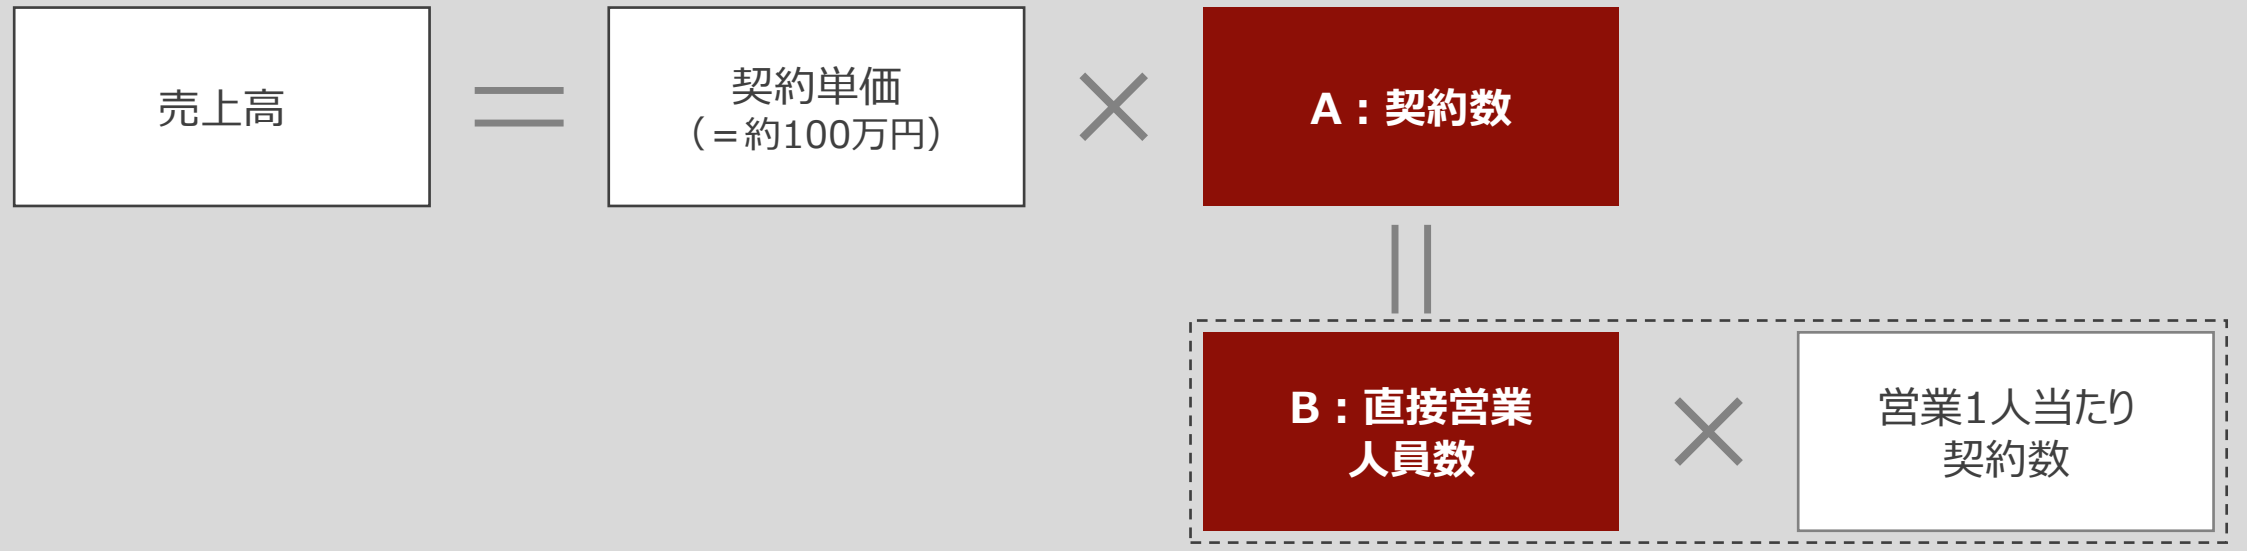 売上高
契約単価
（＝約100万円）
A：契約数
B：直接営業
人員数
営業1人当たり
契約数